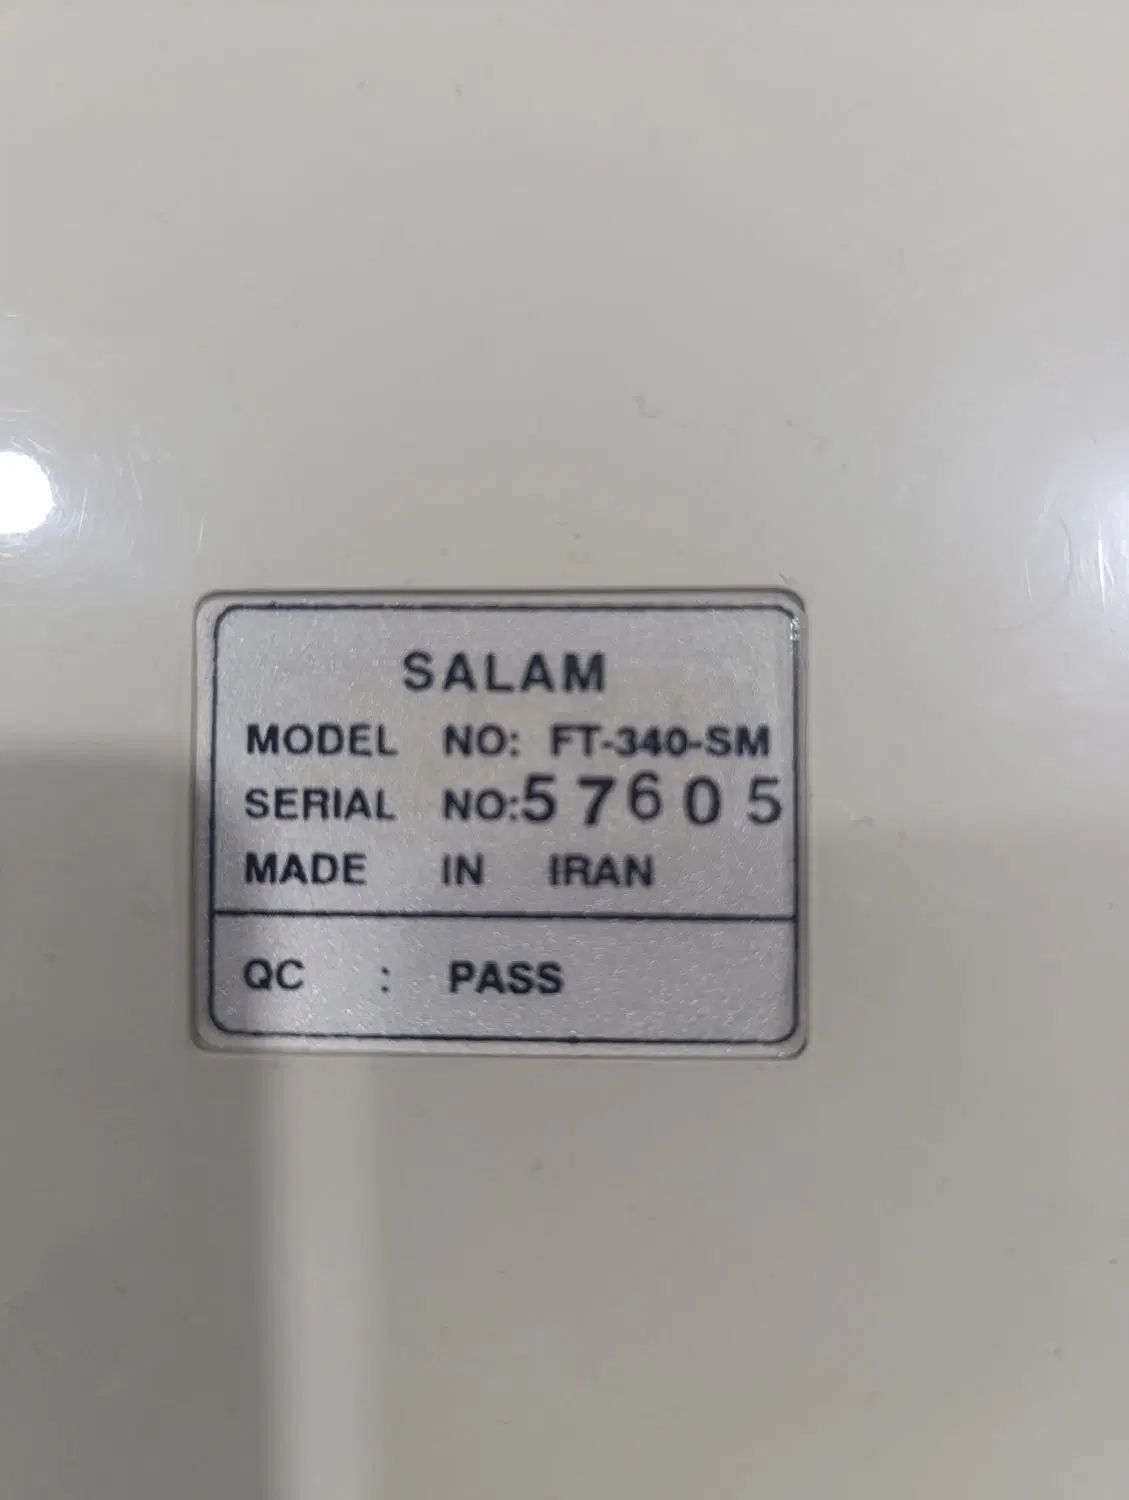 SALAM
MODEL NO: FT-340-SM
SERIAL NO:57605
MADE IN IRAN
QC : PASS